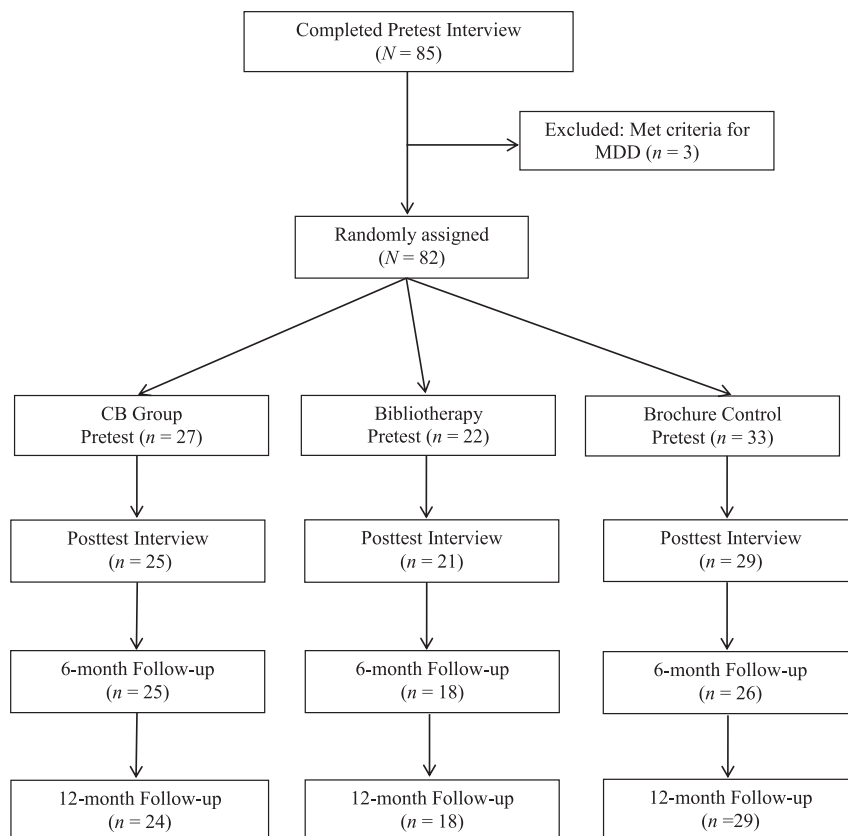 Completed Pretest Interview
(N = 85)
Excluded: Met criteria for
MDD (n = 3)
Randomly assigned
(N = 82)
CB Group
Pretest (n = 27)
Bibliotherapy
Pretest (n = 22)
Brochure Control
Pretest (n = 33)
Posttest Interview
(n = 25)
Posttest Interview
(n = 21)
Posttest Interview
(n = 29)
6-month Follow-up
(n = 25)
6-month Follow-up
(n = 18)
6-month Follow-up
(n = 26)
12-month Follow-up
(n = 24)
12-month Follow-up
(n = 18)
12-month Follow-up
(n =29)